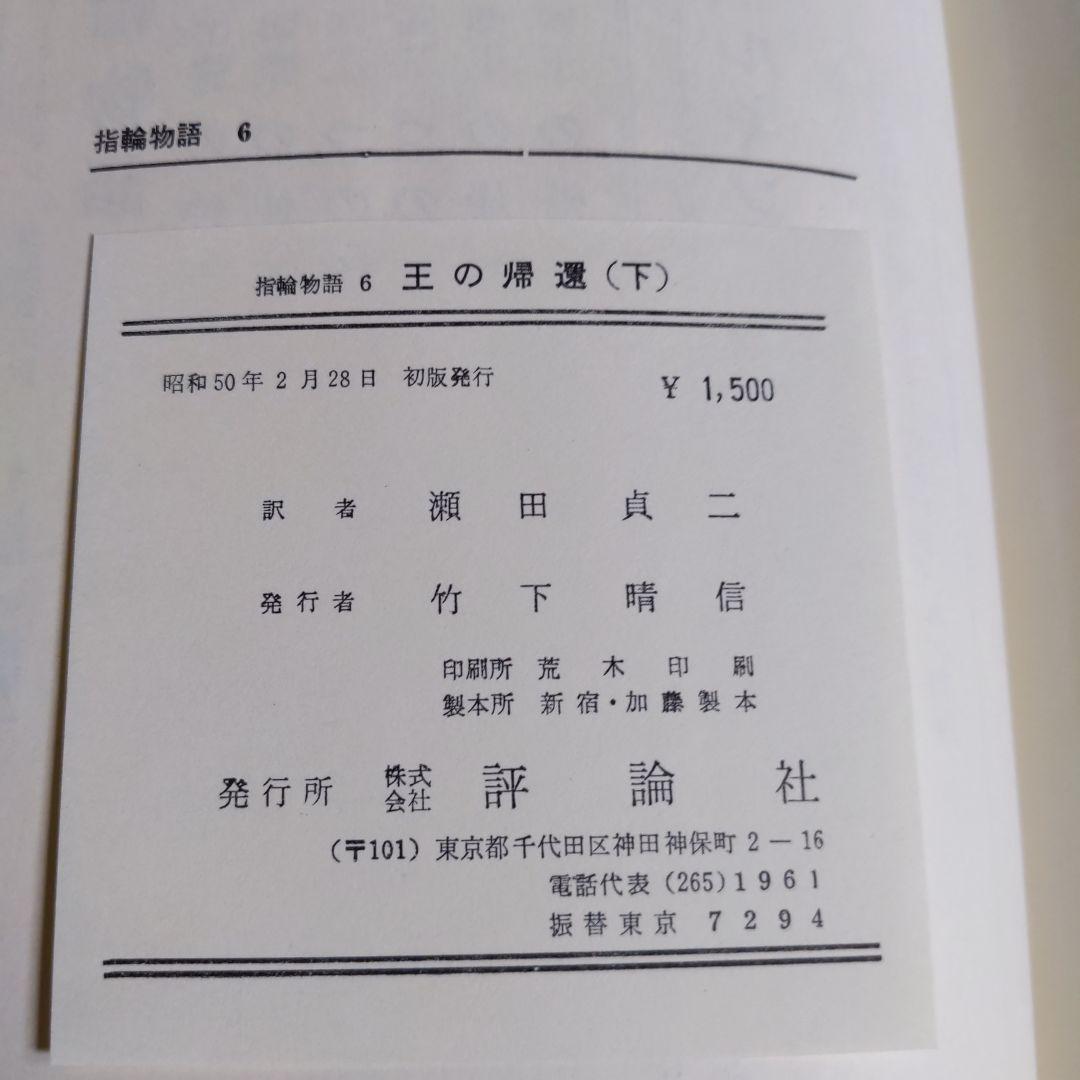 指輪物語 6
指輪物語 6 王の帰還（下）
昭和50年2月28日 初版発行 ¥ 1,500
訳者 瀬田貞二
発行者 竹下晴信
印刷所 荒木印刷
製本所 新宿・加藤製本
発行所 株式会社 評論社
（〒101）東京都千代田区神田神保町2－16
電話代表（265）1961
振替東京 7294